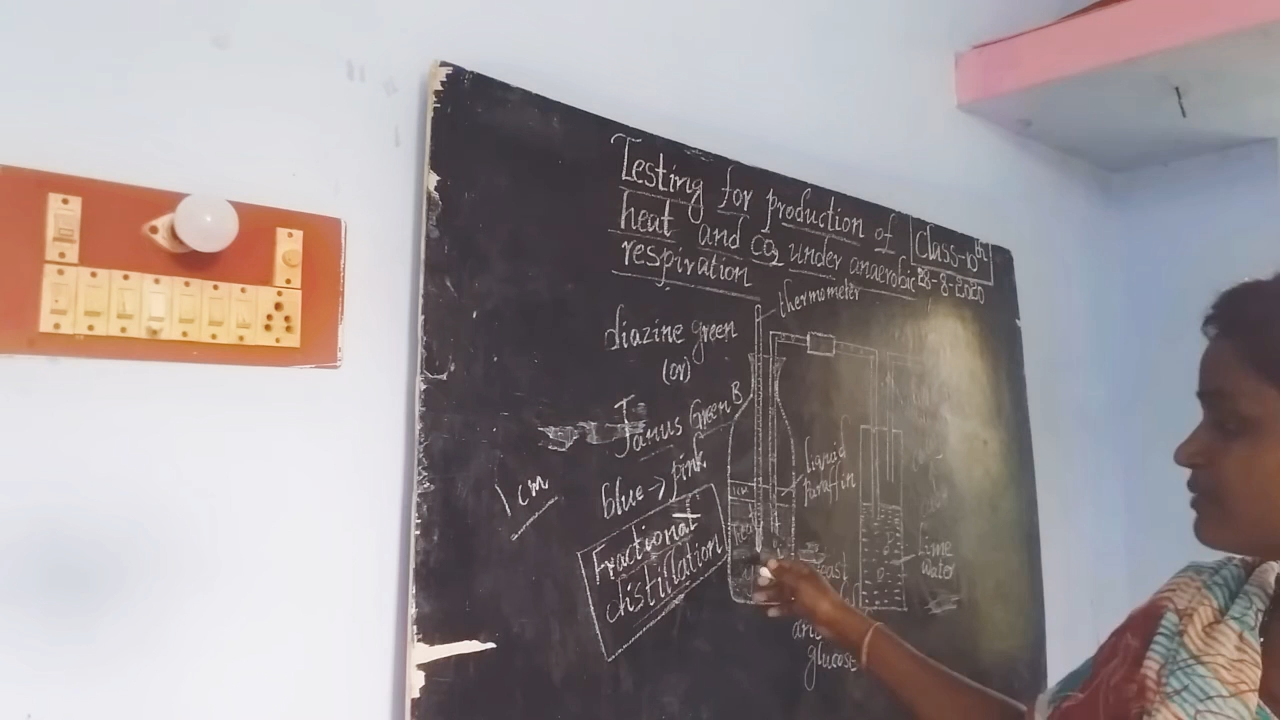 Testing for production of
heat and CO2 under anaerobic
respiration
Class-10th
28-8-2020
thermometer
diazine green
(or)
Janus Green B
blue → pink
1 cm
Fractional
distillation
liquid
paraffin
1cm
Lime
water
glucose